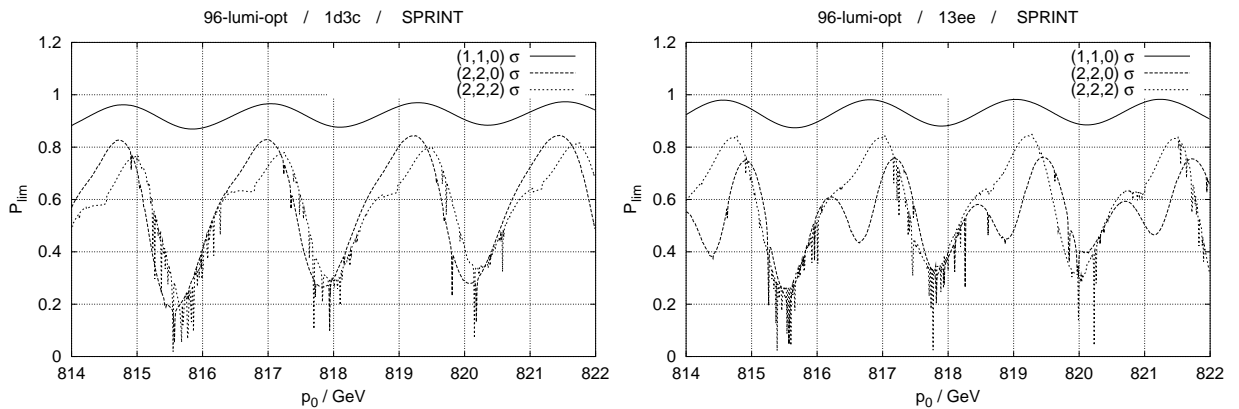 96-lumi-opt / 1d3c / SPRINT
1.2
1
0.8
0.6
0.4
0.2
0
P_lim
(1,1,0) σ
(2,2,0) σ
(2,2,2) σ
814 815 816 817 818 819 820 821 822
p_0 / GeV
96-lumi-opt / 13ee / SPRINT
1.2
1
0.8
0.6
0.4
0.2
0
P_lim
(1,1,0) σ
(2,2,0) σ
(2,2,2) σ
814 815 816 817 818 819 820 821 822
p_0 / GeV